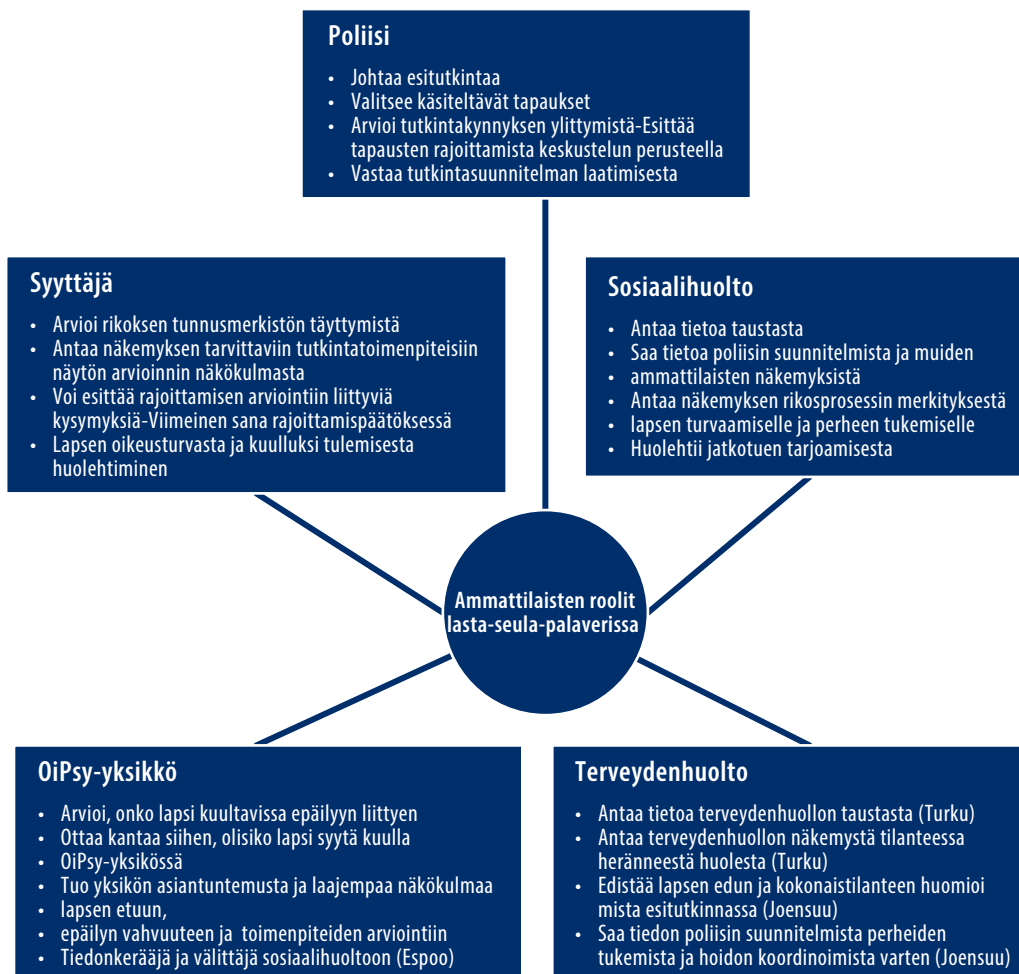 Poliisi
• Johtaa esitutkintaa
• Valitsee käsiteltävät tapaukset
• Arvioi tutkintakynnyksen ylittymistä-Esittää
tapausten rajoittamista keskustelun perusteella
• Vastaa tutkintasuunnitelman laatimisesta
Syyttäjä
• Arvioi rikoksen tunnusmerkistön täyttymistä
• Antaa näkemyksen tarvittaviin tutkintatoimenpiteisiin
näytön arvioinnin näkökulmasta
• Voi esittää rajoittamisen arviointiin liittyviä
kysymyksiä-Viimeinen sana rajoittamispäätöksessä
• Lapsen oikeusturvasta ja kuulluksi tulemisesta
huolehtiminen
Sosiaalihuolto
• Antaa tietoa taustasta
• Saa tietoa poliisin suunnitelmista ja muiden
• ammattilaisten näkemyksistä
• Antaa näkemyksen rikosprosessin merkityksestä
• lapsen turvaamiselle ja perheen tukemiselle
• Huolehtii jatkotuen tarjoamisesta
Ammattilaisten roolit
lasta-seula-palaverissa
OiPsy-yksikkö
• Arvioi, onko lapsi kuultavissa epäilyyn liittyen
• Ottaa kantaa siihen, olisiko lapsi syytä kuulla
• OiPsy-yksikössä
• Tuo yksikön asiantuntemusta ja laajempaa näkökulmaa
• lapsen etuun,
• epäilyn vahvuuteen ja toimenpiteiden arviointiin
• Tiedonkerääjä ja välittäjä sosiaalihuoltoon (Espoo)
Terveydenhuolto
• Antaa tietoa terveydenhuollon taustasta (Turku)
• Antaa terveydenhuollon näkemystä tilanteessa
heränneestä huolesta (Turku)
• Edistää lapsen edun ja kokonaistilanteen huomioi
mista esitutkinnassa (Joensuu)
• Saa tiedon poliisin suunnitelmista perheiden
tukemista ja hoidon koordinoimista varten (Joensuu)